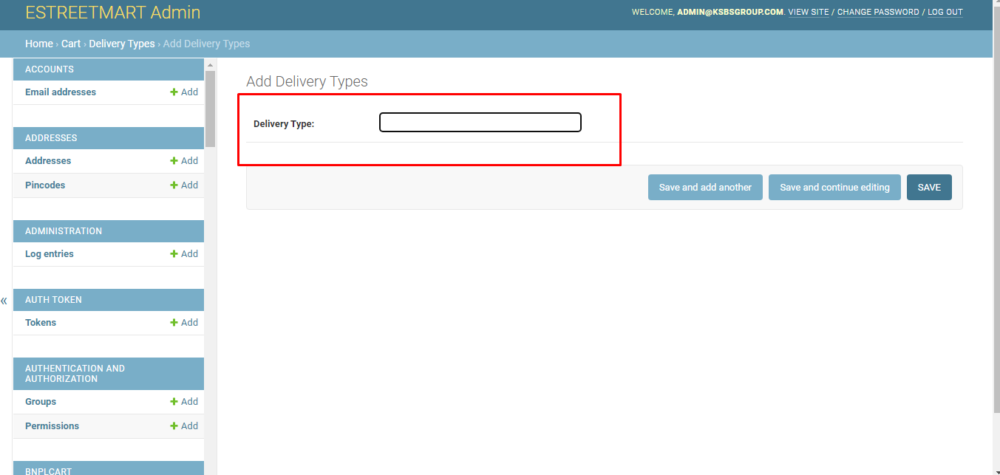 ESTREETMART Admin
WELCOME, ADMIN@KSBSGROUP.COM. VIEW SITE / CHANGE PASSWORD / LOG OUT
Home › Cart › Delivery Types › Add Delivery Types
ACCOUNTS
Email addresses + Add
ADDRESSES
Addresses + Add
Pincodes + Add
ADMINISTRATION
Log entries + Add
AUTH TOKEN
Tokens + Add
AUTHENTICATION AND
AUTHORIZATION
Groups + Add
Permissions + Add
BNPLCART
«
Add Delivery Types
Delivery Type:
Save and add another
Save and continue editing
SAVE